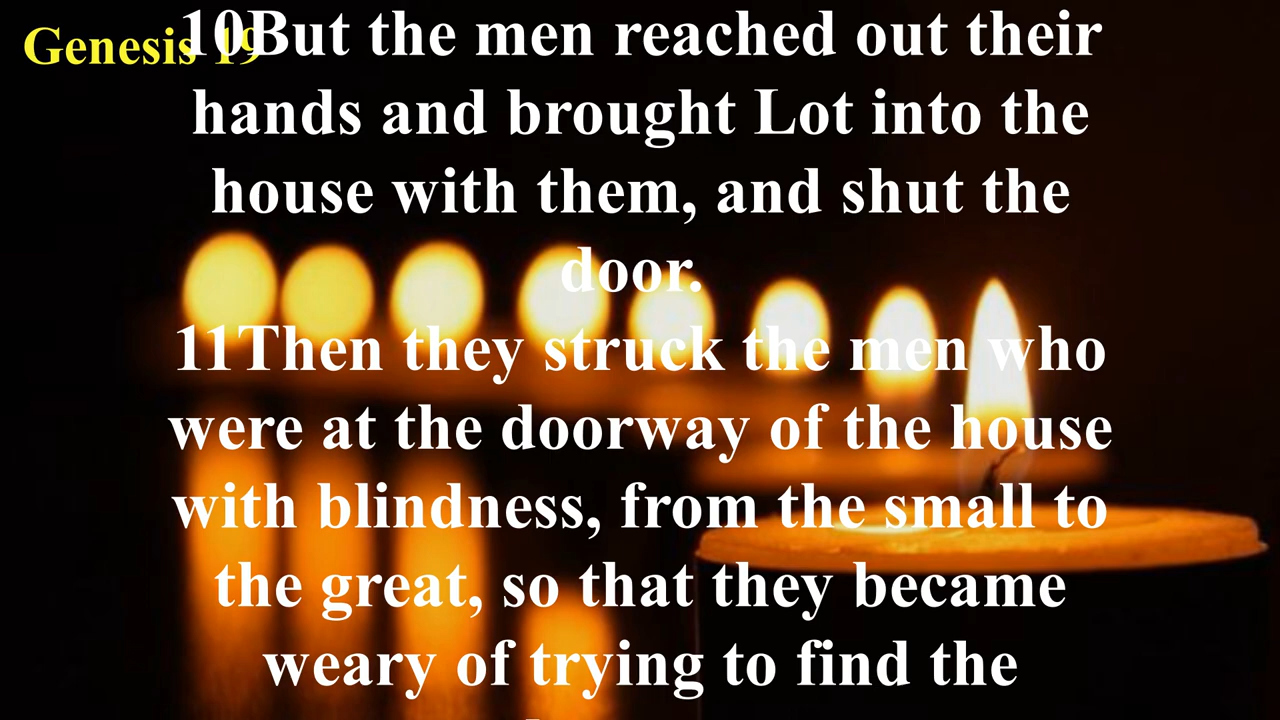 Genesis 19
10But the men reached out their
hands and brought Lot into the
house with them, and shut the
door.
11Then they struck the men who
were at the doorway of the house
with blindness, from the small to
the great, so that they became
weary of trying to find the